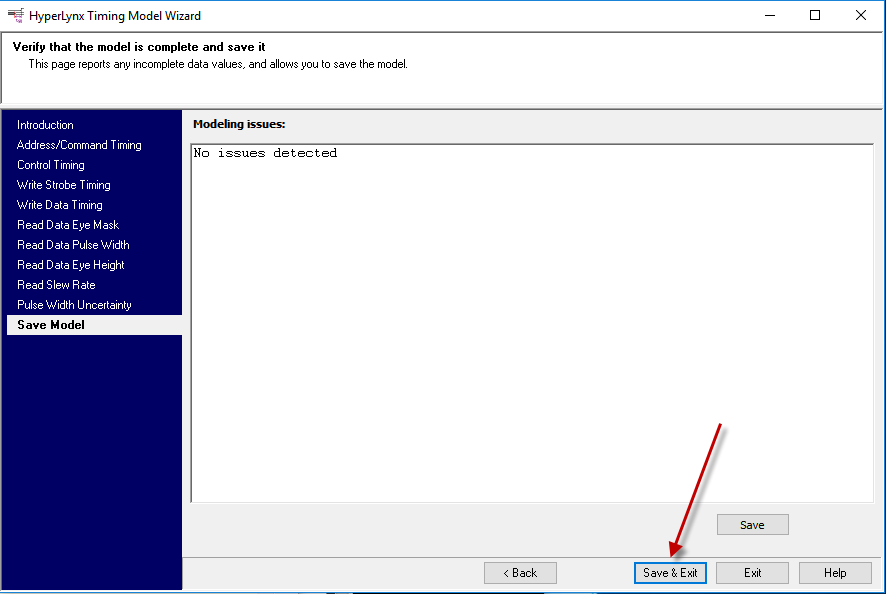 HyperLynx Timing Model Wizard
Verify that the model is complete and save it
This page reports any incomplete data values, and allows you to save the model.
Introduction
Address/Command Timing
Control Timing
Write Strobe Timing
Write Data Timing
Read Data Eye Mask
Read Data Pulse Width
Read Data Eye Height
Read Slew Rate
Pulse Width Uncertainty
Save Model
Modeling issues:
No issues detected
Save
< Back
Save & Exit
Exit
Help